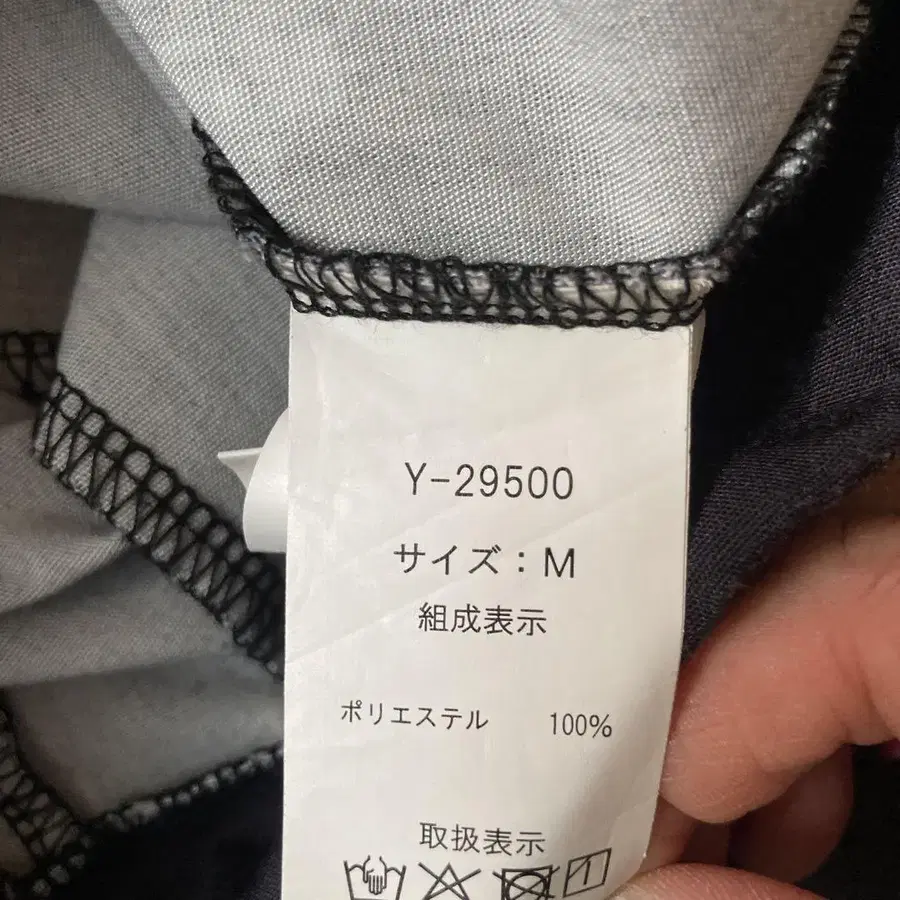 Y-29500
サイズ：M
組成表示
ポリエステル 100%
取扱表示